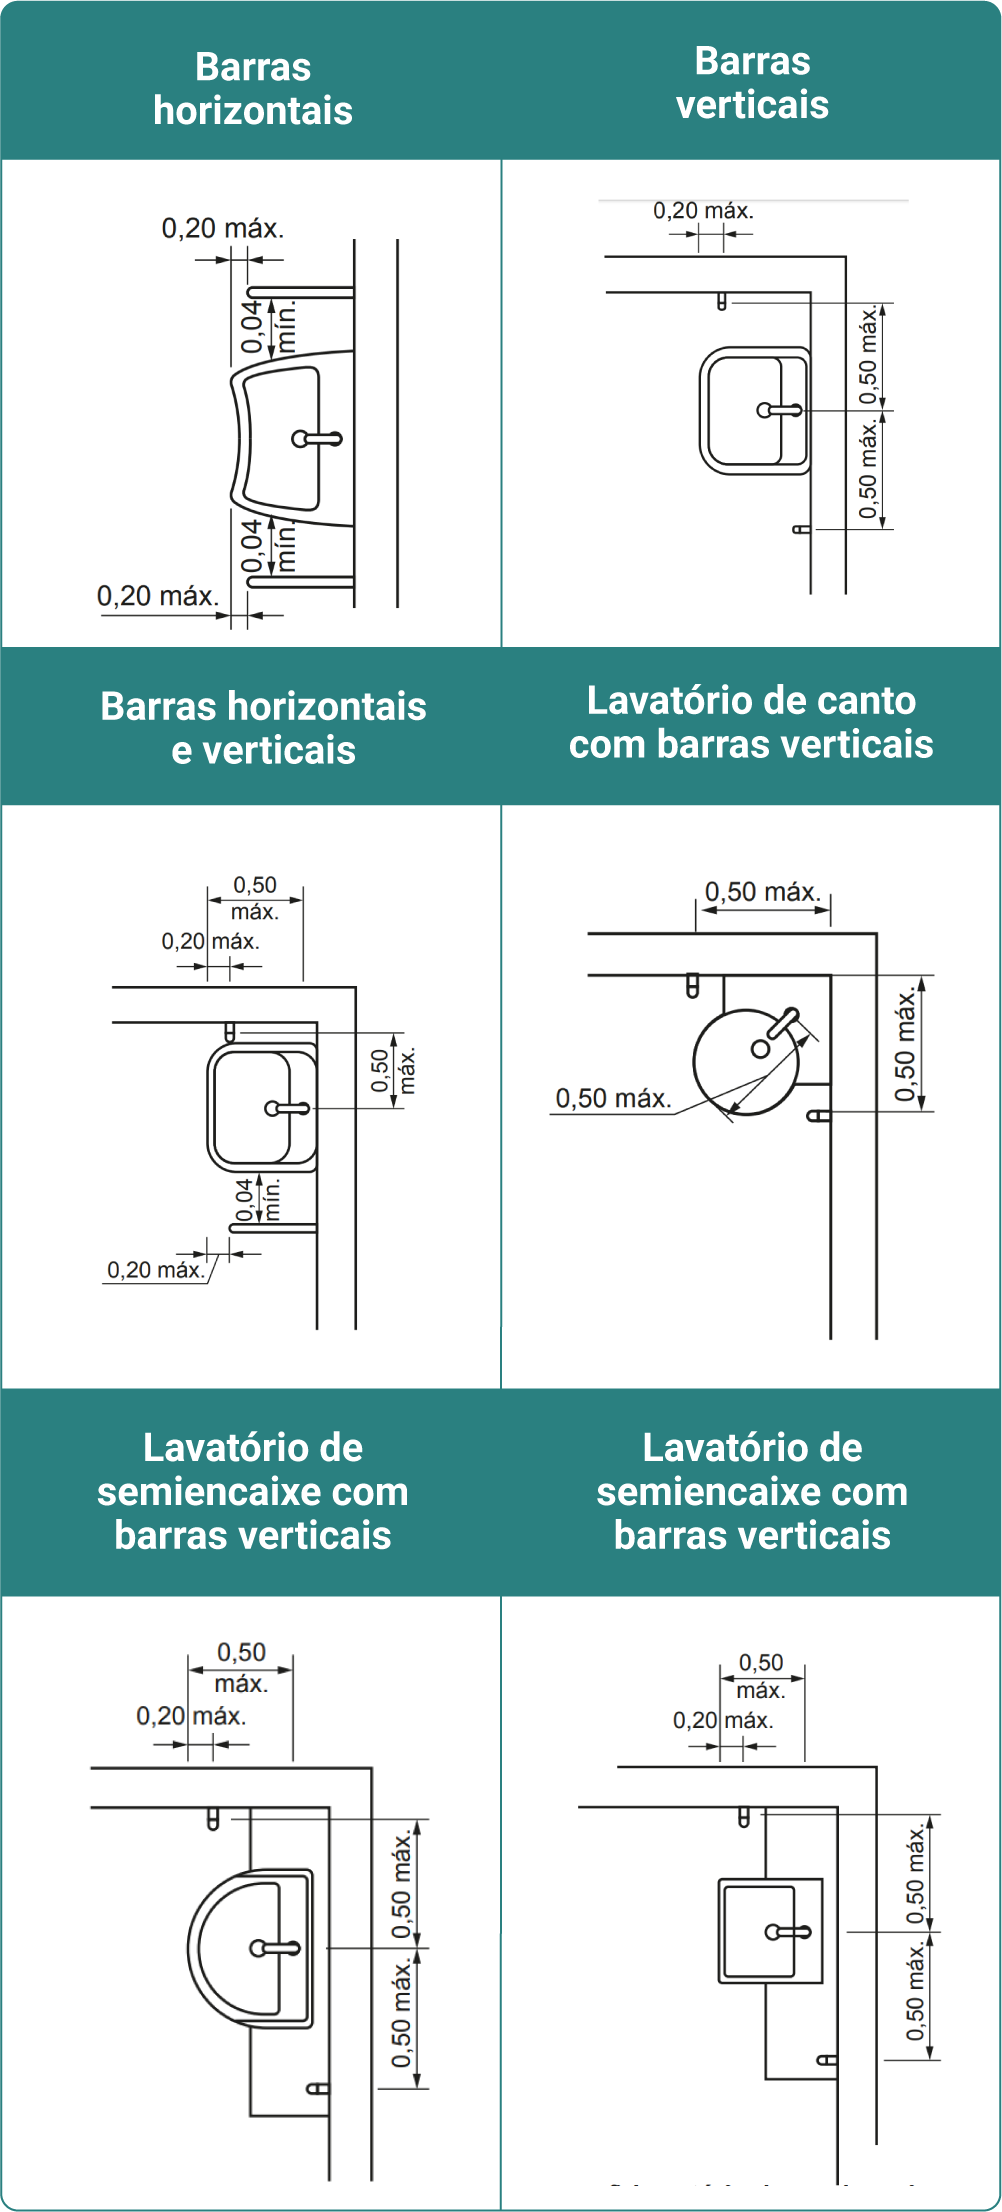 Barras
horizontais
Barras
verticais
0,20 máx.
0,04
mín.
0,04
mín.
0,20 máx.
0,20 máx.
0,50 máx.
0,50 máx.
Barras horizontais
e verticais
Lavatório de canto
com barras verticais
0,50
máx.
0,20 máx.
0,50
máx.
0,04
mín.
0,20 máx.
0,50 máx.
0,50 máx.
0,50 máx.
Lavatório de
semiencaixe com
barras verticais
Lavatório de
semiencaixe com
barras verticais
0,50
máx.
0,20 máx.
0,50 máx.
0,50 máx.
0,50
máx.
0,20 máx.
0,50 máx.
0,50 máx.